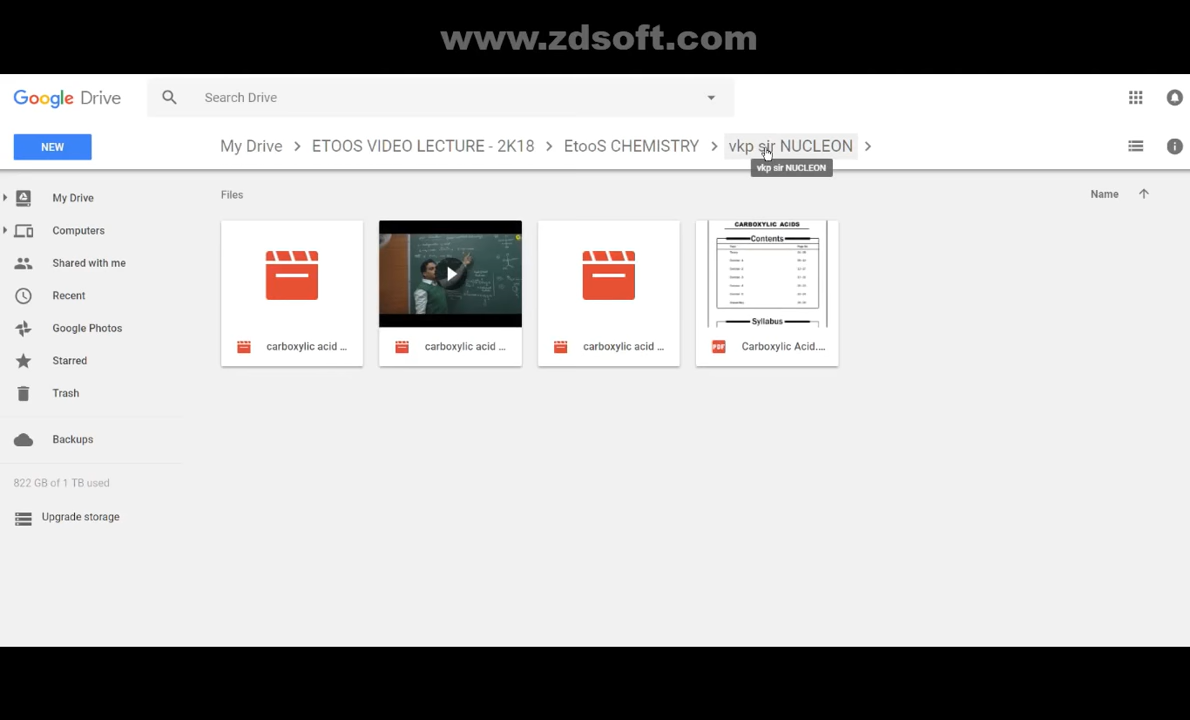 www.zdsoft.com
Google Drive
Search Drive
NEW
My Drive > ETOOS VIDEO LECTURE - 2K18 > EtooS CHEMISTRY > vkp sir NUCLEON >
vkp sir NUCLEON
My Drive
Computers
Shared with me
Recent
Google Photos
Starred
Trash
Backups
822 GB of 1 TB used
Upgrade storage
Files
Name
CARBOXYLIC ACIDS
Contents
Syllabus
carboxylic acid ...
carboxylic acid ...
carboxylic acid ...
PDF
Carboxylic Acid....